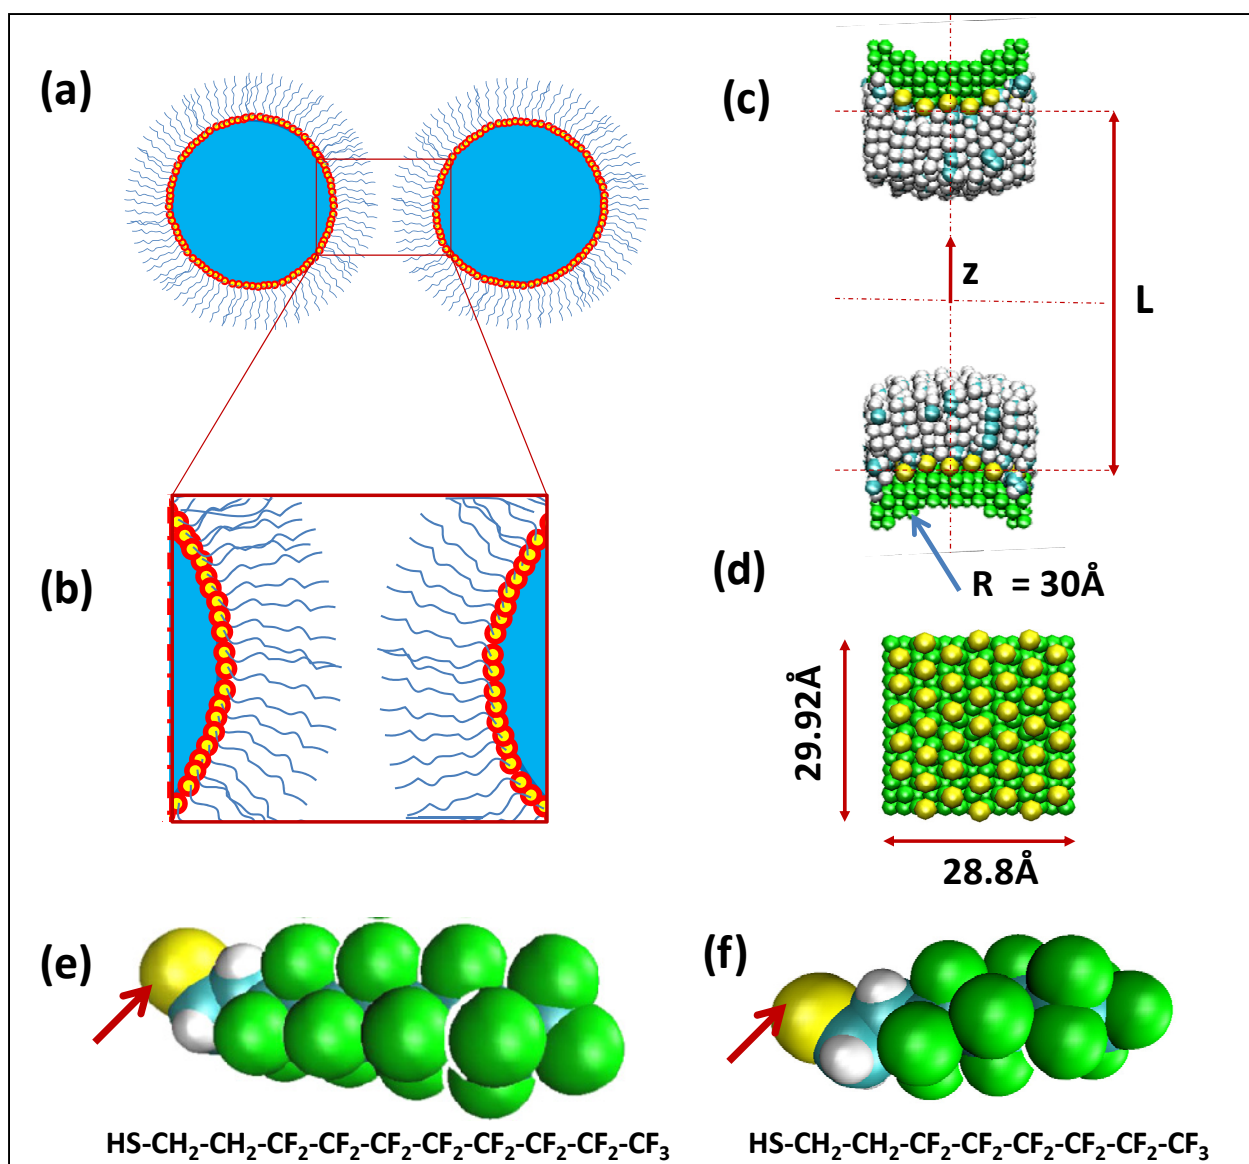 (a)
(c)
z
L
(b)
(d)
R = 30Å
29.92Å
28.8Å
(e)
(f)
HS-CH₂-CH₂-CF₂-CF₂-CF₂-CF₂-CF₂-CF₂-CF₂-CF₃
HS-CH₂-CH₂-CF₂-CF₂-CF₂-CF₂-CF₂-CF₃